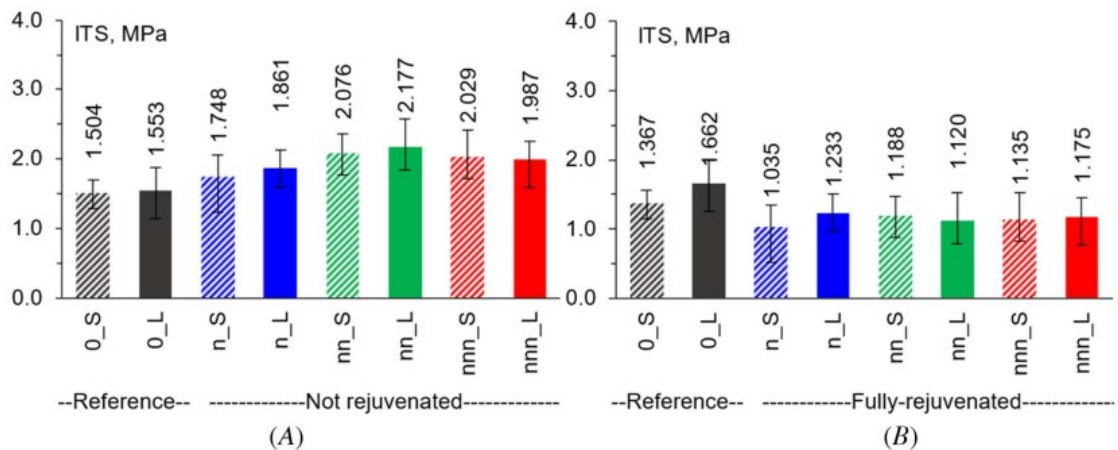 4.0
ITS, MPa
3.0
2.0
1.0
0.0
1.504
1.553
1.748
1.861
2.076
2.177
2.029
1.987
0_S
0_L
n_S
n_L
nn_S
nn_L
nnn_S
nnn_L
--Reference-- -------------Not rejuvenated-------------
(A)
4.0
ITS, MPa
3.0
2.0
1.0
0.0
1.367
1.662
1.035
1.233
1.188
1.120
1.135
1.175
0_S
0_L
n_S
n_L
nn_S
nn_L
nnn_S
nnn_L
--Reference-- ------------Fully-rejuvenated------------
(B)